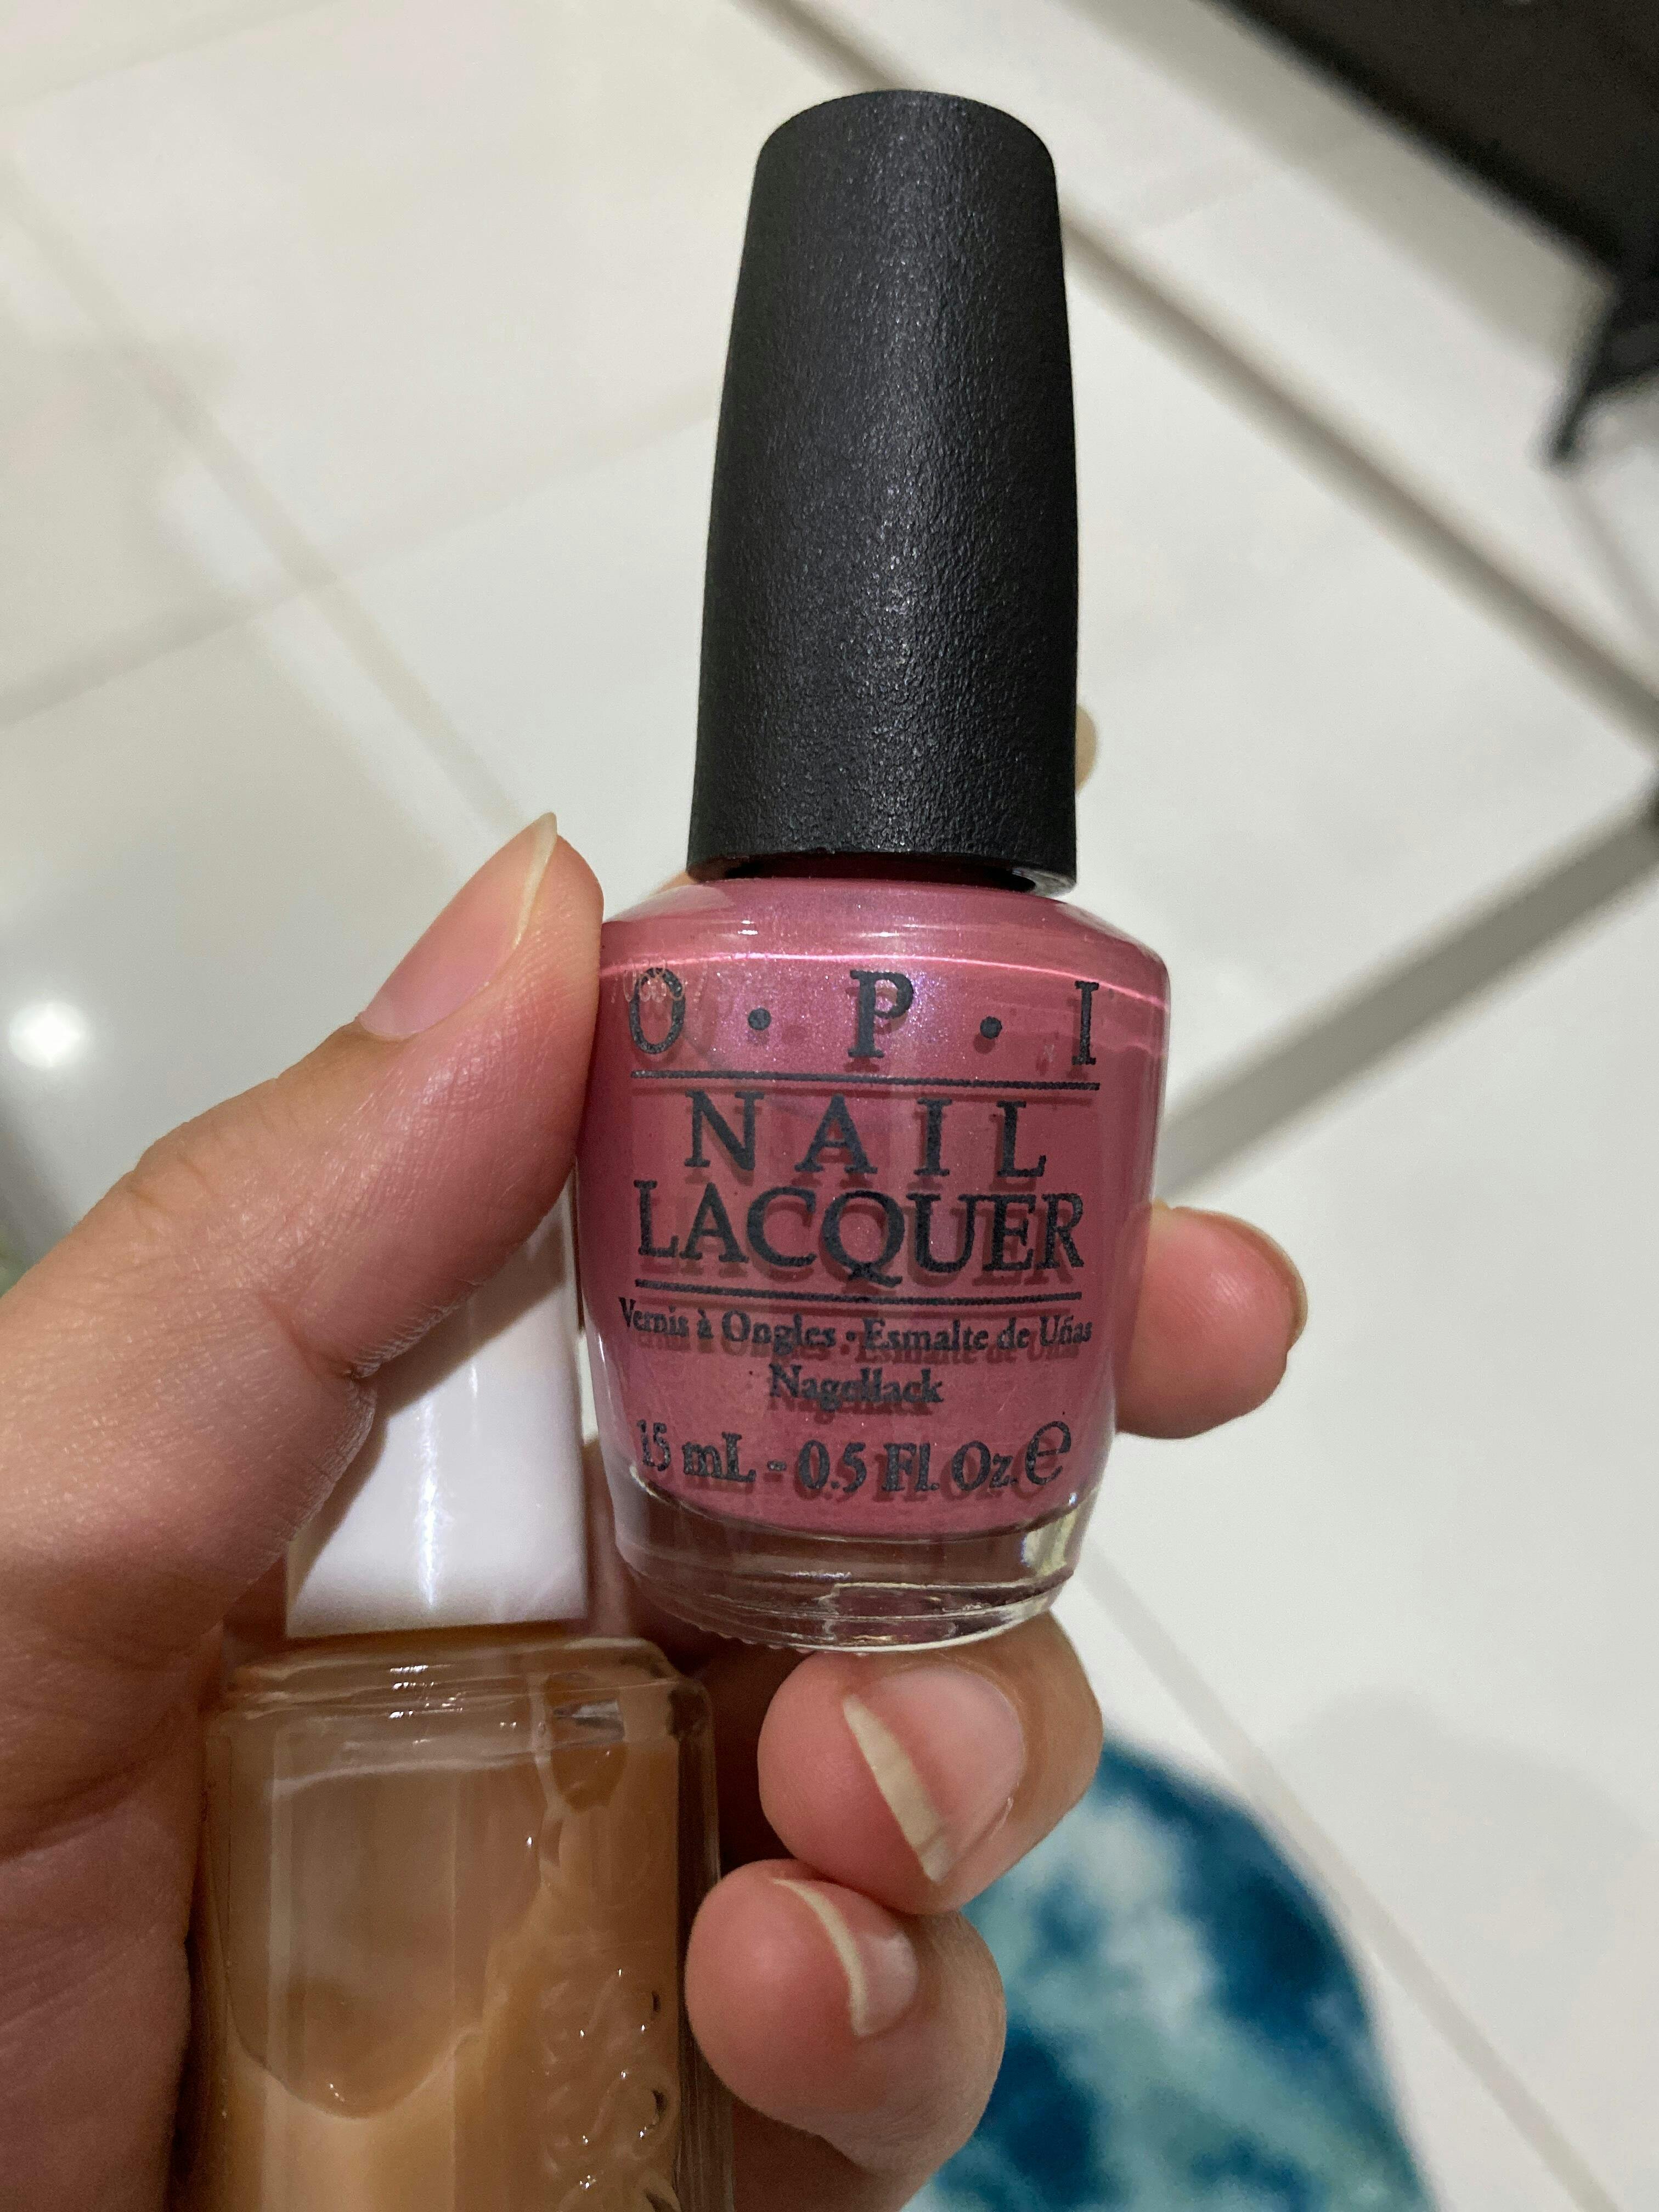 O · P · I
NAIL
LACQUER
Vernis à Ongles · Esmalte de Uñas
Nagellack
15 mL - 0.5 Fl. Oz. ℮